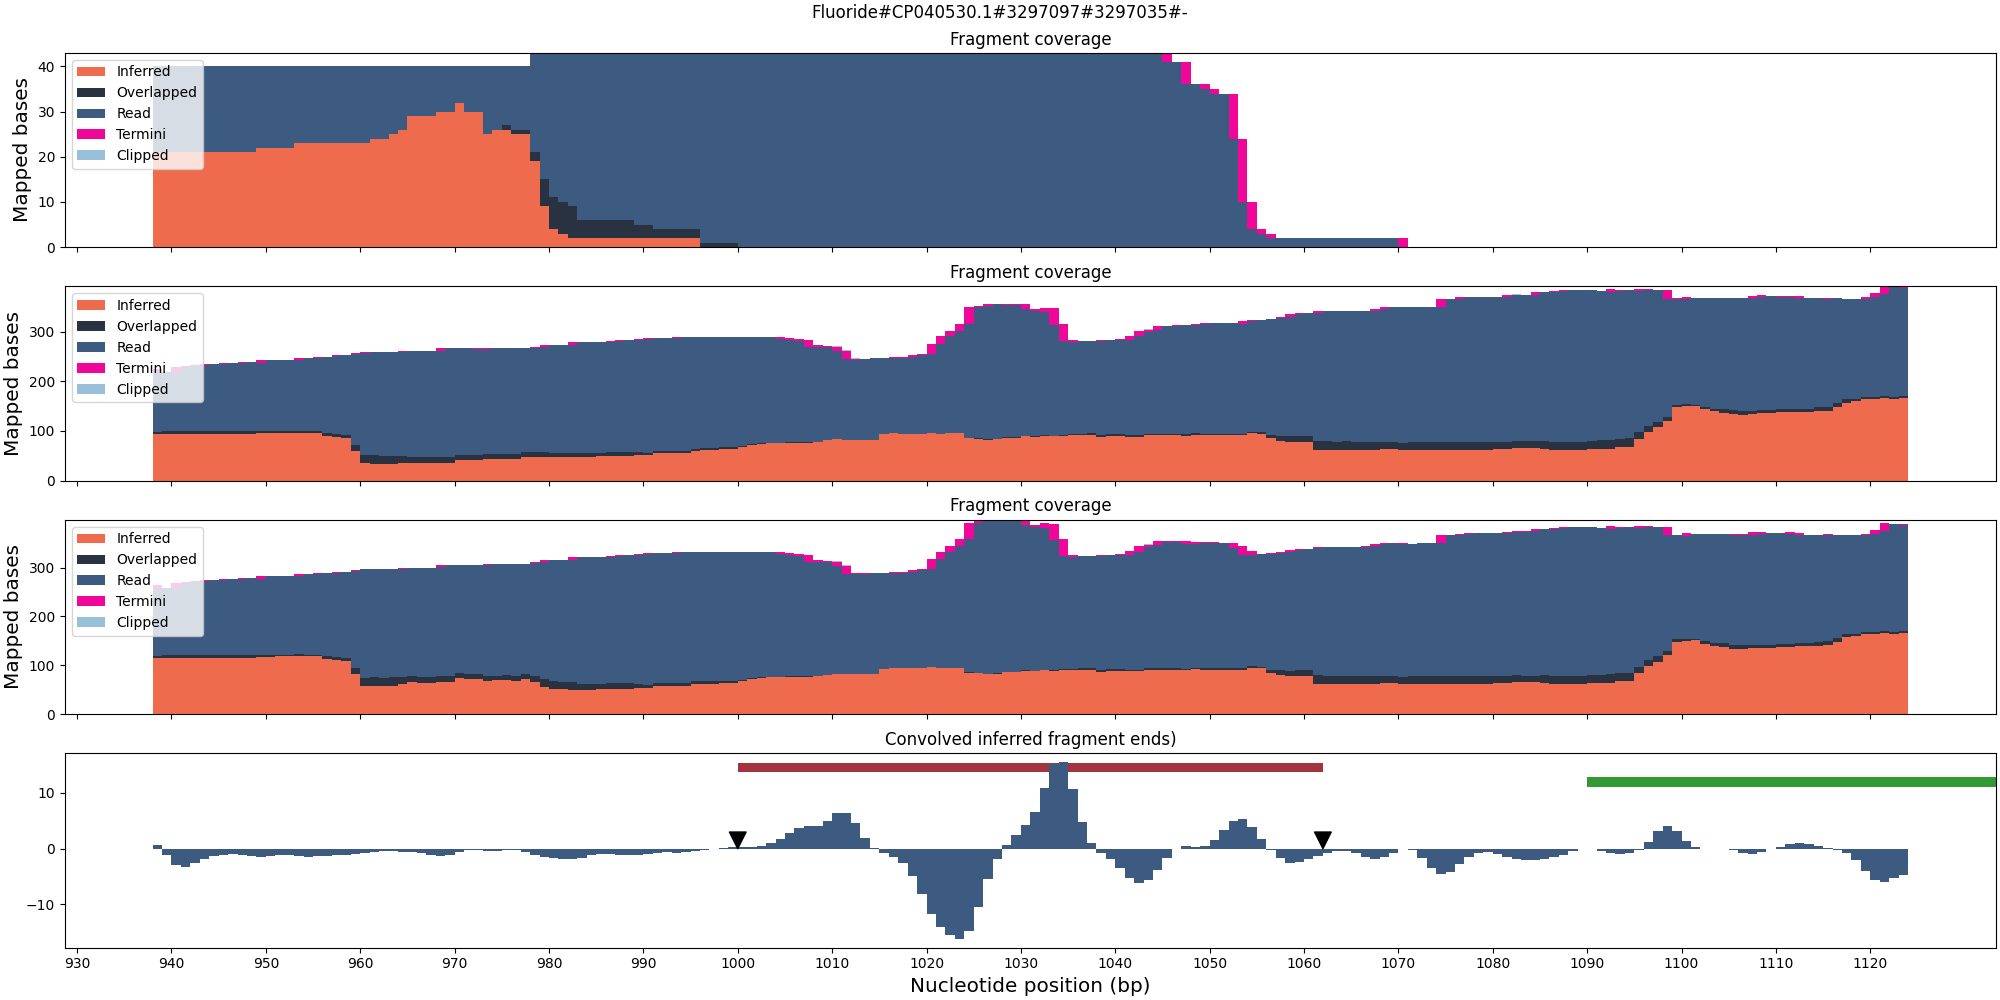 Fluoride#CP040530.1#3297097#3297035#-
Fragment coverage
Mapped bases
40
30
20
10
0
Inferred
Overlapped
Read
Termini
Clipped
Fragment coverage
Mapped bases
300
200
100
0
Inferred
Overlapped
Read
Termini
Clipped
Fragment coverage
Mapped bases
300
200
100
0
Inferred
Overlapped
Read
Termini
Clipped
Convolved inferred fragment ends)
10
0
−10
930 940 950 960 970 980 990 1000 1010 1020 1030 1040 1050 1060 1070 1080 1090 1100 1110 1120
Nucleotide position (bp)